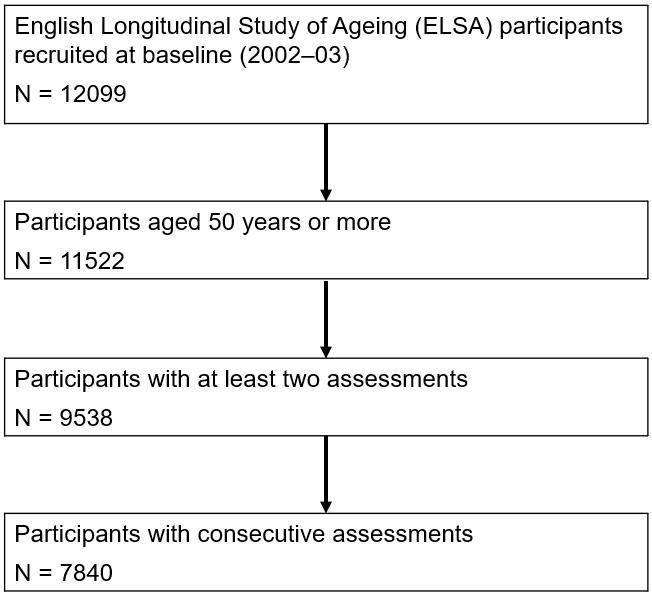 English Longitudinal Study of Ageing (ELSA) participants
recruited at baseline (2002–03)
N = 12099
Participants aged 50 years or more
N = 11522
Participants with at least two assessments
N = 9538
Participants with consecutive assessments
N = 7840